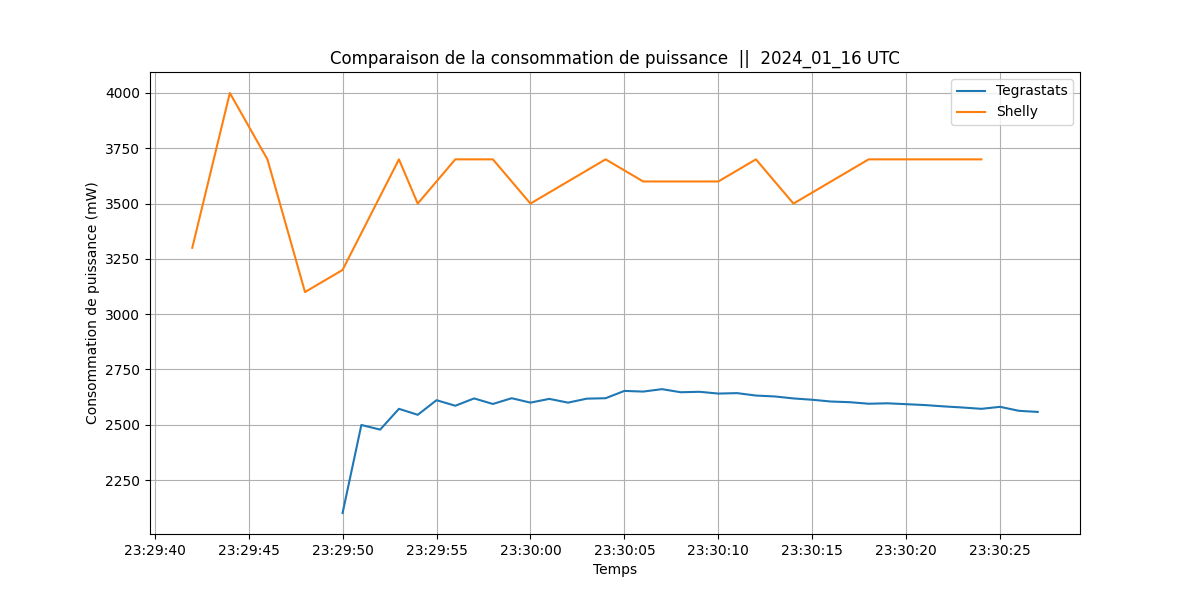 Comparaison de la consommation de puissance  ||  2024_01_16 UTC
Tegrastats
Shelly
Consommation de puissance (mW)
4000
3750
3500
3250
3000
2750
2500
2250
23:29:40 23:29:45 23:29:50 23:29:55 23:30:00 23:30:05 23:30:10 23:30:15 23:30:20 23:30:25
Temps